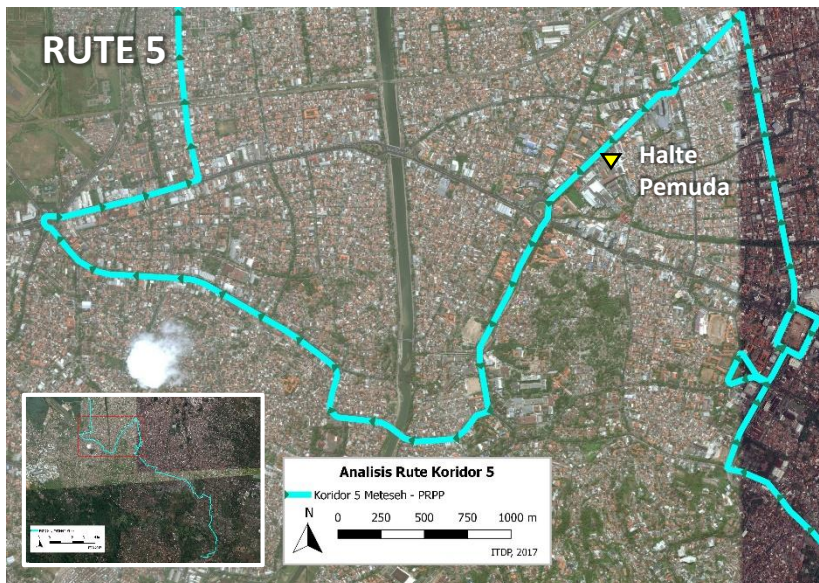 RUTE 5
Halte
Pemuda
Analisis Rute Koridor 5
Koridor 5 Meteseh - PRPP
N
0 250 500 750 1000 m
ITDP, 2017